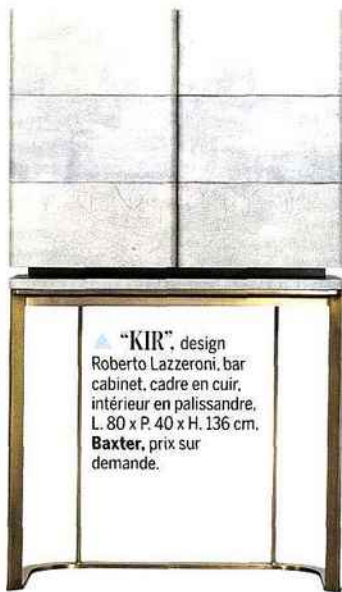 "KIR", design
Roberto Lazzeroni, bar
cabinet, cadre en cuir,
intérieur en palissandre,
L. 80 x P. 40 x H. 136 cm,
Baxter, prix sur
demande.